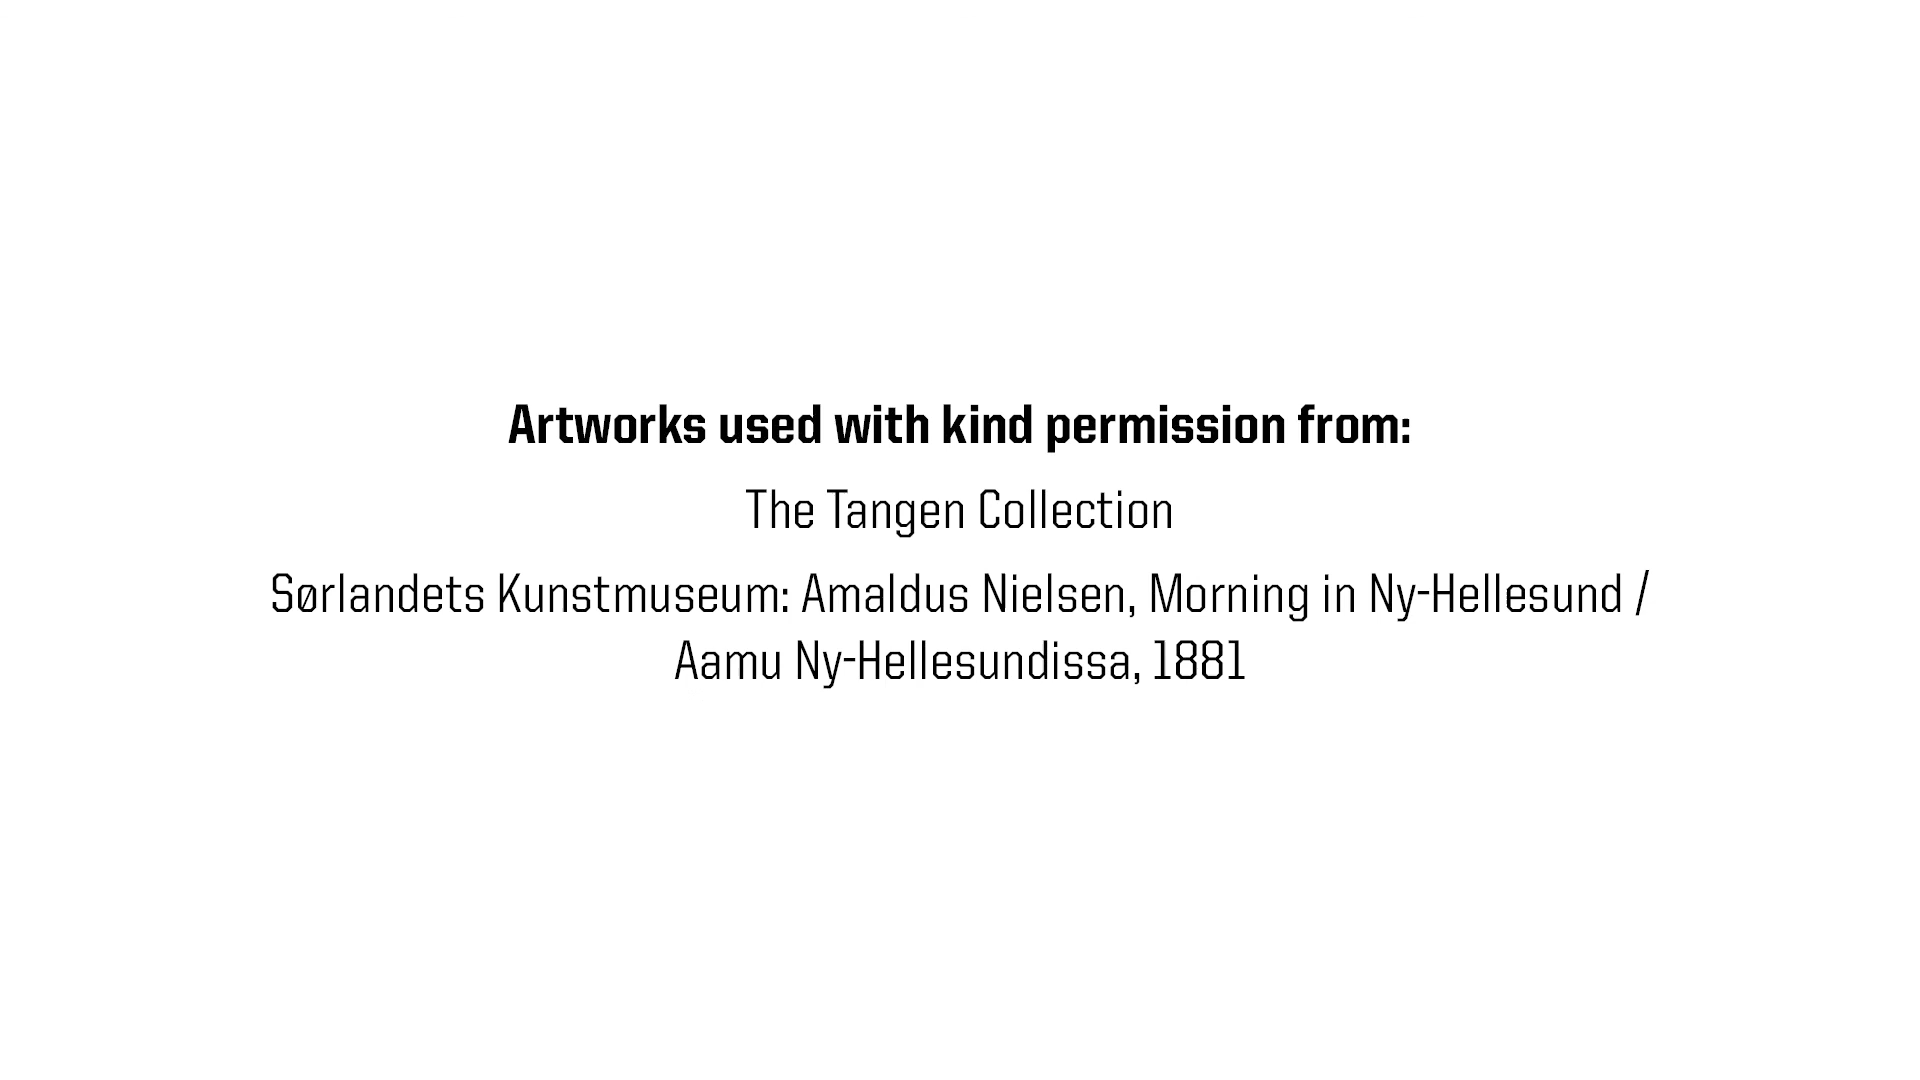 Artworks used with kind permission from:
The Tangen Collection
Sørlandets Kunstmuseum: Amaldus Nielsen, Morning in Ny-Hellesund /
Aamu Ny-Hellesundissa, 1881